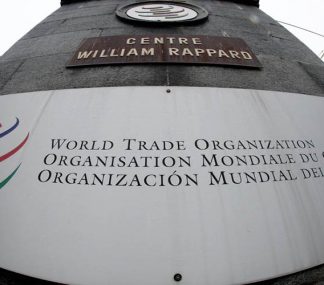 CENTRE
WILLIAM RAPPARD
WORLD TRADE ORGANIZATION
ORGANISATION MONDIALE DU
ORGANIZACIÓN MUNDIAL DEL